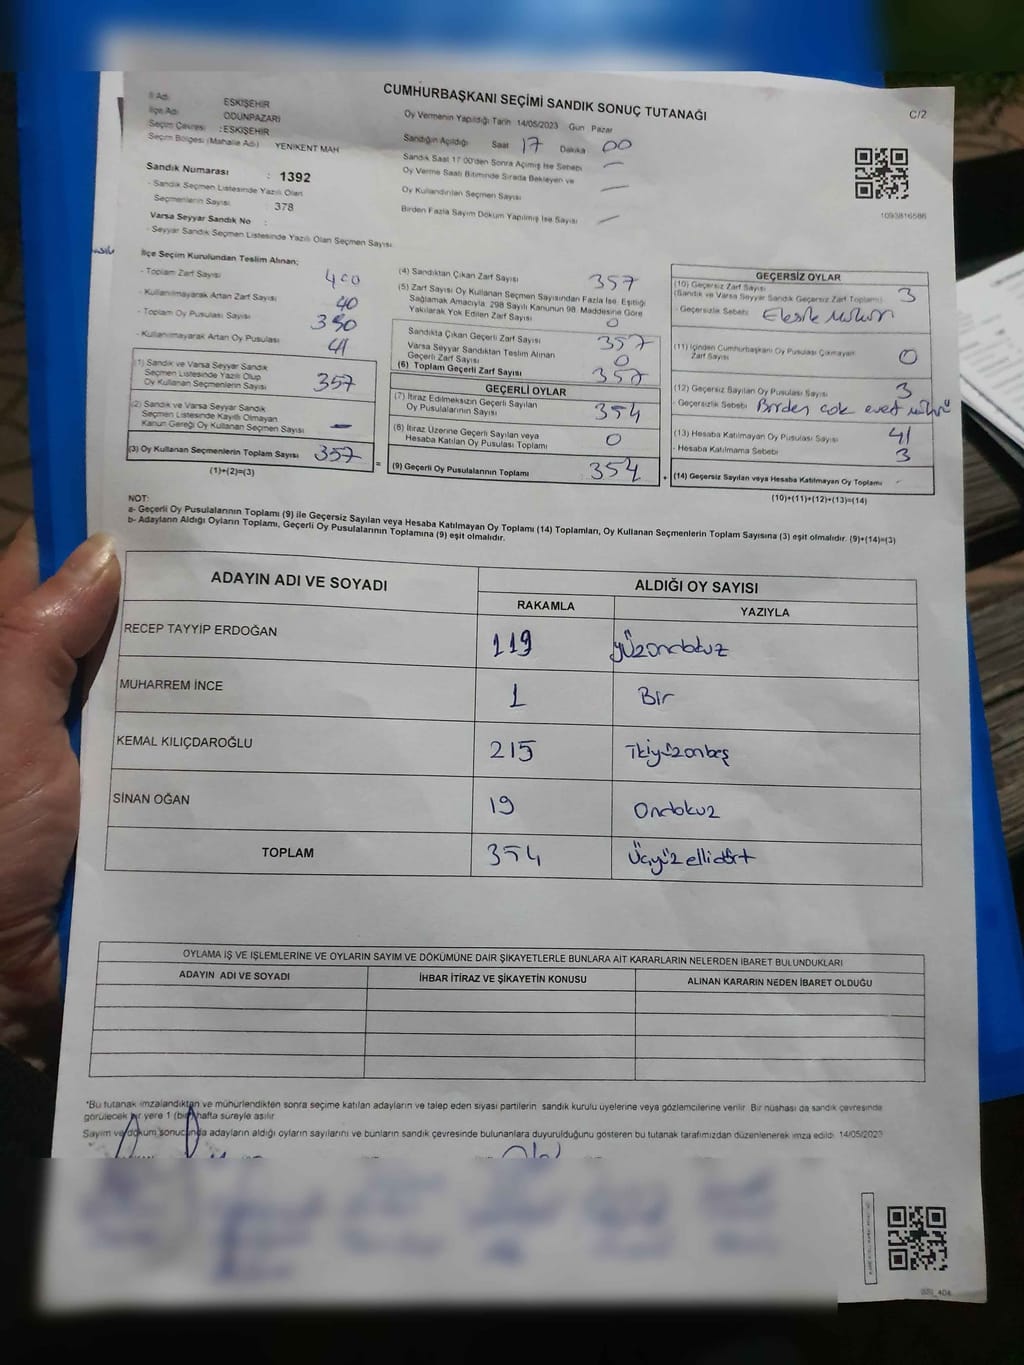 CUMHURBAŞKANI SEÇİMİ SANDIK SONUÇ TUTANAĞI
C/2
İl Adı ESKİŞEHİR
İlçe Adı ODUNPAZARI
Seçim Çevresi : ESKİŞEHİR
Seçim Bölgesi (Mahalle Adı) YENİKENT MAH
Sandık Numarası : 1392
- Sandık Seçmen Listesinde Yazılı Olan
Seçmenlerin Sayısı 378
Varsa Seyyar Sandık No :
- Seyyar Sandık Seçmen Listesinde Yazılı Olan Seçmen Sayısı
Oy Vermenin Yapıldığı Tarih 14/05/2023 Gün Pazar
Sandığın Açıldığı Saat 17 Dakika 00
Sandık Saat 17:00'den Sonra Açılmış İse Sebebi —
Oy Verme Saati Bitiminde Sırada Bekleyen ve
Oy Kullandırılan Seçmen Sayısı —
Birden Fazla Sayım Döküm Yapılmış İse Sayısı —
1093816586
İlçe Seçim Kurulundan Teslim Alınan;
- Toplam Zarf Sayısı 400
- Kullanılmayarak Artan Zarf Sayısı 40
- Toplam Oy Pusulası Sayısı
- Kullanılmayarak Artan Oy Pusulası 41
(1) Sandık ve Varsa Seyyar Sandık
Seçmen Listesinde Yazılı Olup
Oy Kullanan Seçmenlerin Sayısı 357
(2) Sandık ve Varsa Seyyar Sandık
Seçmen Listesinde Kayıtlı Olmayan
Kanun Gereği Oy Kullanan Seçmen Sayısı —
(3) Oy Kullanan Seçmenlerin Toplam Sayısı 357 =
(1)+(2)=(3)
(4) Sandıktan Çıkan Zarf Sayısı 357
(5) Zarf Sayısı Oy Kullanan Seçmen Sayısından Fazla İse, Eşitliği
Sağlamak Amacıyla, 298 Sayılı Kanunun 98. Maddesine Göre
Yakılarak Yok Edilen Zarf Sayısı 0
Sandıkta Çıkan Geçerli Zarf Sayısı 357
Varsa Seyyar Sandıktan Teslim Alınan
Geçerli Zarf Sayısı 0
(6) Toplam Geçerli Zarf Sayısı 357
GEÇERLİ OYLAR
(7) İtiraz Edilmeksizin Geçerli Sayılan
Oy Pusulalarının Sayısı 354
(8) İtiraz Üzerine Geçerli Sayılan veya
Hesaba Katılan Oy Pusulası Toplamı 0
(9) Geçerli Oy Pusulalarının Toplamı 354 +
GEÇERSİZ OYLAR
(10) Geçersiz Zarf Sayısı 3
(Sandık ve Varsa Seyyar Sandık Geçersiz Zarf Toplamı)
- Geçersizlik Sebebi Eksik mühür
(11) İçinden Cumhurbaşkanı Oy Pusulası Çıkmayan
Zarf Sayısı 0
(12) Geçersiz Sayılan Oy Pusulası Sayısı 3
- Geçersizlik Sebebi Birden çok evet mührü
(13) Hesaba Katılmayan Oy Pusulası Sayısı 41
- Hesaba Katılmama Sebebi 3
(14) Geçersiz Sayılan veya Hesaba Katılmayan Oy Toplamı -
(10)+(11)+(12)+(13)=(14)
NOT:
a- Geçerli Oy Pusulalarının Toplamı (9) ile Geçersiz Sayılan veya Hesaba Katılmayan Oy Toplamı (14) Toplamları, Oy Kullanan Seçmenlerin Toplam Sayısına (3) eşit olmalıdır. (9)+(14)=(3)
b- Adayların Aldığı Oyların Toplamı, Geçerli Oy Pusulalarının Toplamına (9) eşit olmalıdır.
ADAYIN ADI VE SOYADI ALDIĞI OY SAYISI
RAKAMLA YAZIYLA
RECEP TAYYİP ERDOĞAN 119 yüzondokuz
MUHARREM İNCE 1 Bir
KEMAL KILIÇDAROĞLU 215 İkiyüzonbeş
SİNAN OĞAN 19 Ondokuz
TOPLAM 354 Üçyüzellidört
OYLAMA İŞ VE İŞLEMLERİNE VE OYLARIN SAYIM VE DÖKÜMÜNE DAİR ŞİKAYETLERLE BUNLARA AİT KARARLARIN NELERDEN İBARET BULUNDUKLARI
ADAYIN ADI VE SOYADI İHBAR İTİRAZ VE ŞİKAYETİN KONUSU ALINAN KARARIN NEDEN İBARET OLDUĞU
*Bu tutanak imzalandıktan ve mühürlendikten sonra seçime katılan adayların ve talep eden siyasi partilerin sandık kurulu üyelerine veya gözlemcilerine verilir. Bir nüshası da sandık çevresinde
görülecek bir yere 1 (bir) hafta süreyle asılır.
Sayım ve döküm sonucunda adayların aldığı oyların sayılarını ve bunların sandık çevresinde bulunanlara duyurulduğunu gösteren bu tutanak tarafımızdan düzenlenerek imza edildi. 14/05/2023